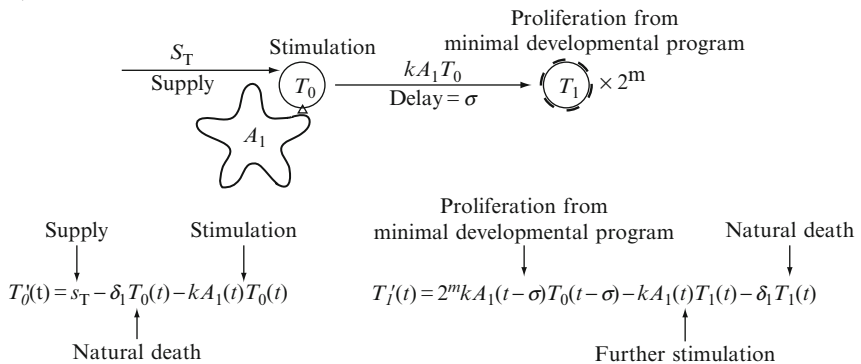 Proliferation from
minimal developmental program
Stimulation
S_T
Supply
T_0
kA_1T_0
Delay = σ
T_1 × 2^m
A_1
Proliferation from
minimal developmental program
Supply
Stimulation
Natural death
T_0'(t) = s_T − δ_1T_0(t) − kA_1(t)T_0(t)
T_1'(t) = 2^m kA_1(t−σ)T_0(t−σ) − kA_1(t)T_1(t) − δ_1T_1(t)
Natural death
Further stimulation